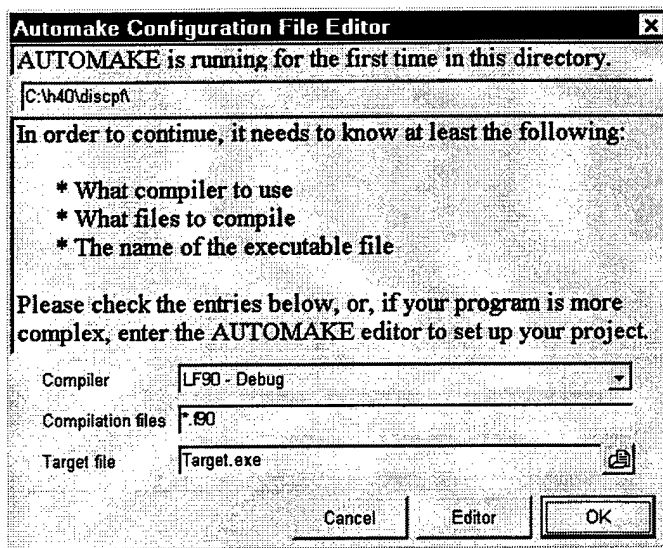 Automake Configuration File Editor
AUTOMAKE is running for the first time in this directory.
C:\h40\discpf\
In order to continue, it needs to know at least the following:
* What compiler to use
* What files to compile
* The name of the executable file
Please check the entries below, or, if your program is more
complex, enter the AUTOMAKE editor to set up your project.
Compiler LF90 - Debug
Compilation files *.f90
Target file Target.exe
Cancel Editor OK